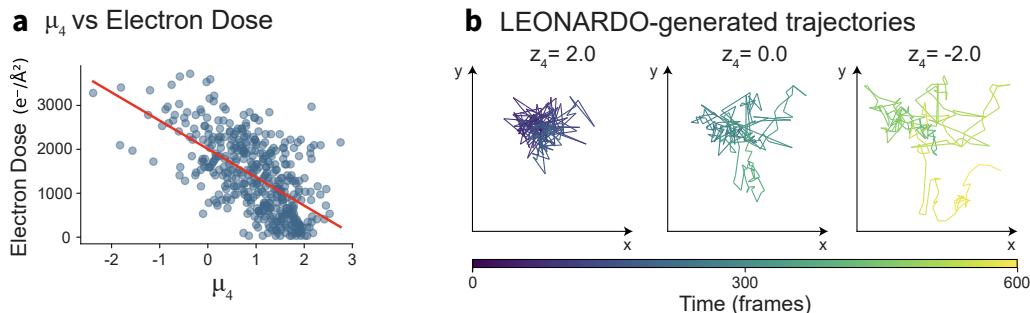 a μ4 vs Electron Dose
Electron Dose (e⁻/Å²)
3000
2000
1000
0
-2 -1 0 1 2 3
μ4
b LEONARDO-generated trajectories
z4= 2.0 z4= 0.0 z4= -2.0
y y y
x x x
0 300 600
Time (frames)